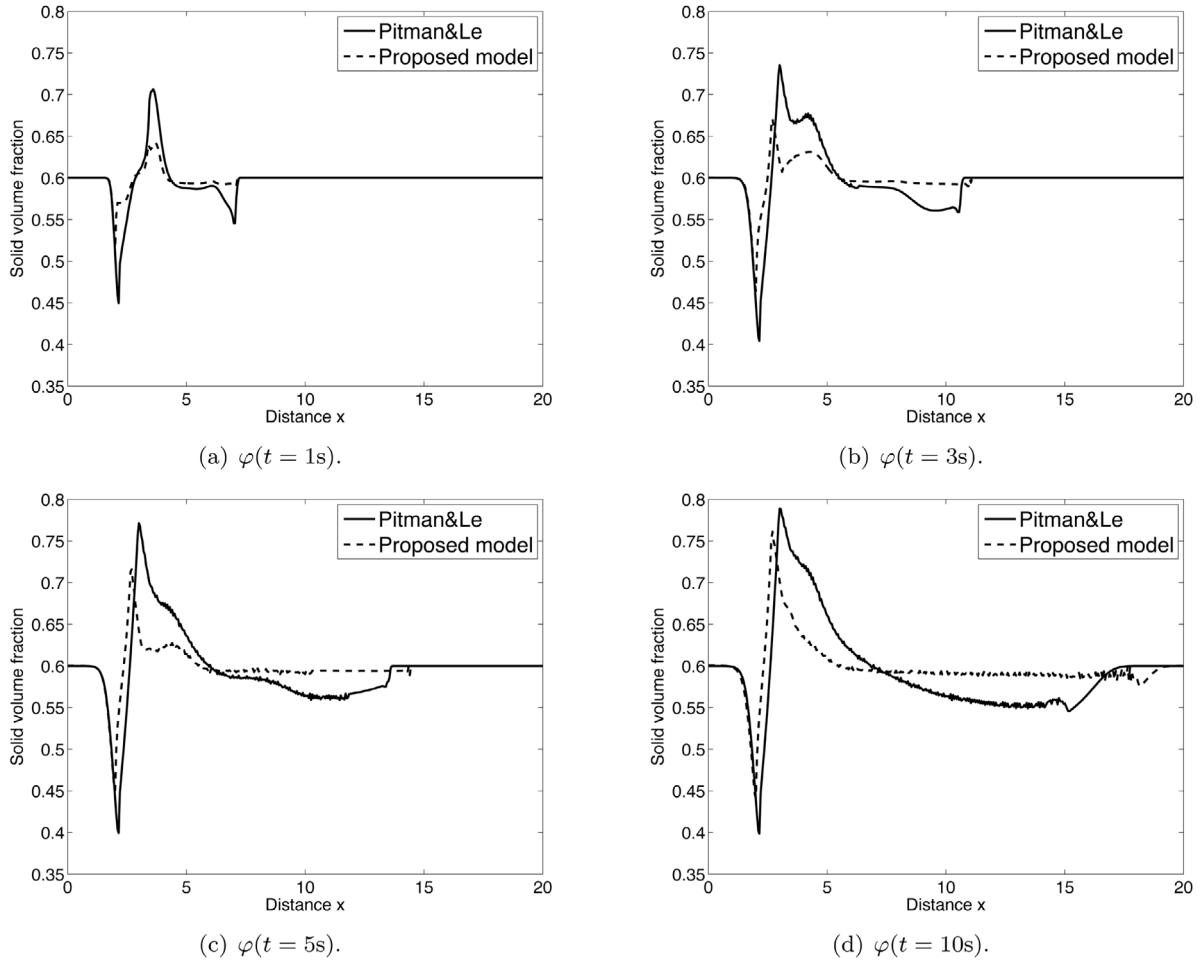 0.8
0.75
0.7
0.65
0.6
0.55
0.5
0.45
0.4
0.35
Solid volume fraction
Pitman&Le
Proposed model
0 5 10 15 20
Distance x
(a) φ(t = 1s).
0.8
0.75
0.7
0.65
0.6
0.55
0.5
0.45
0.4
0.35
Solid volume fraction
Pitman&Le
Proposed model
0 5 10 15 20
Distance x
(b) φ(t = 3s).
0.8
0.75
0.7
0.65
0.6
0.55
0.5
0.45
0.4
0.35
Solid volume fraction
Pitman&Le
Proposed model
0 5 10 15 20
Distance x
(c) φ(t = 5s).
0.8
0.75
0.7
0.65
0.6
0.55
0.5
0.45
0.4
0.35
Solid volume fraction
Pitman&Le
Proposed model
0 5 10 15 20
Distance x
(d) φ(t = 10s).